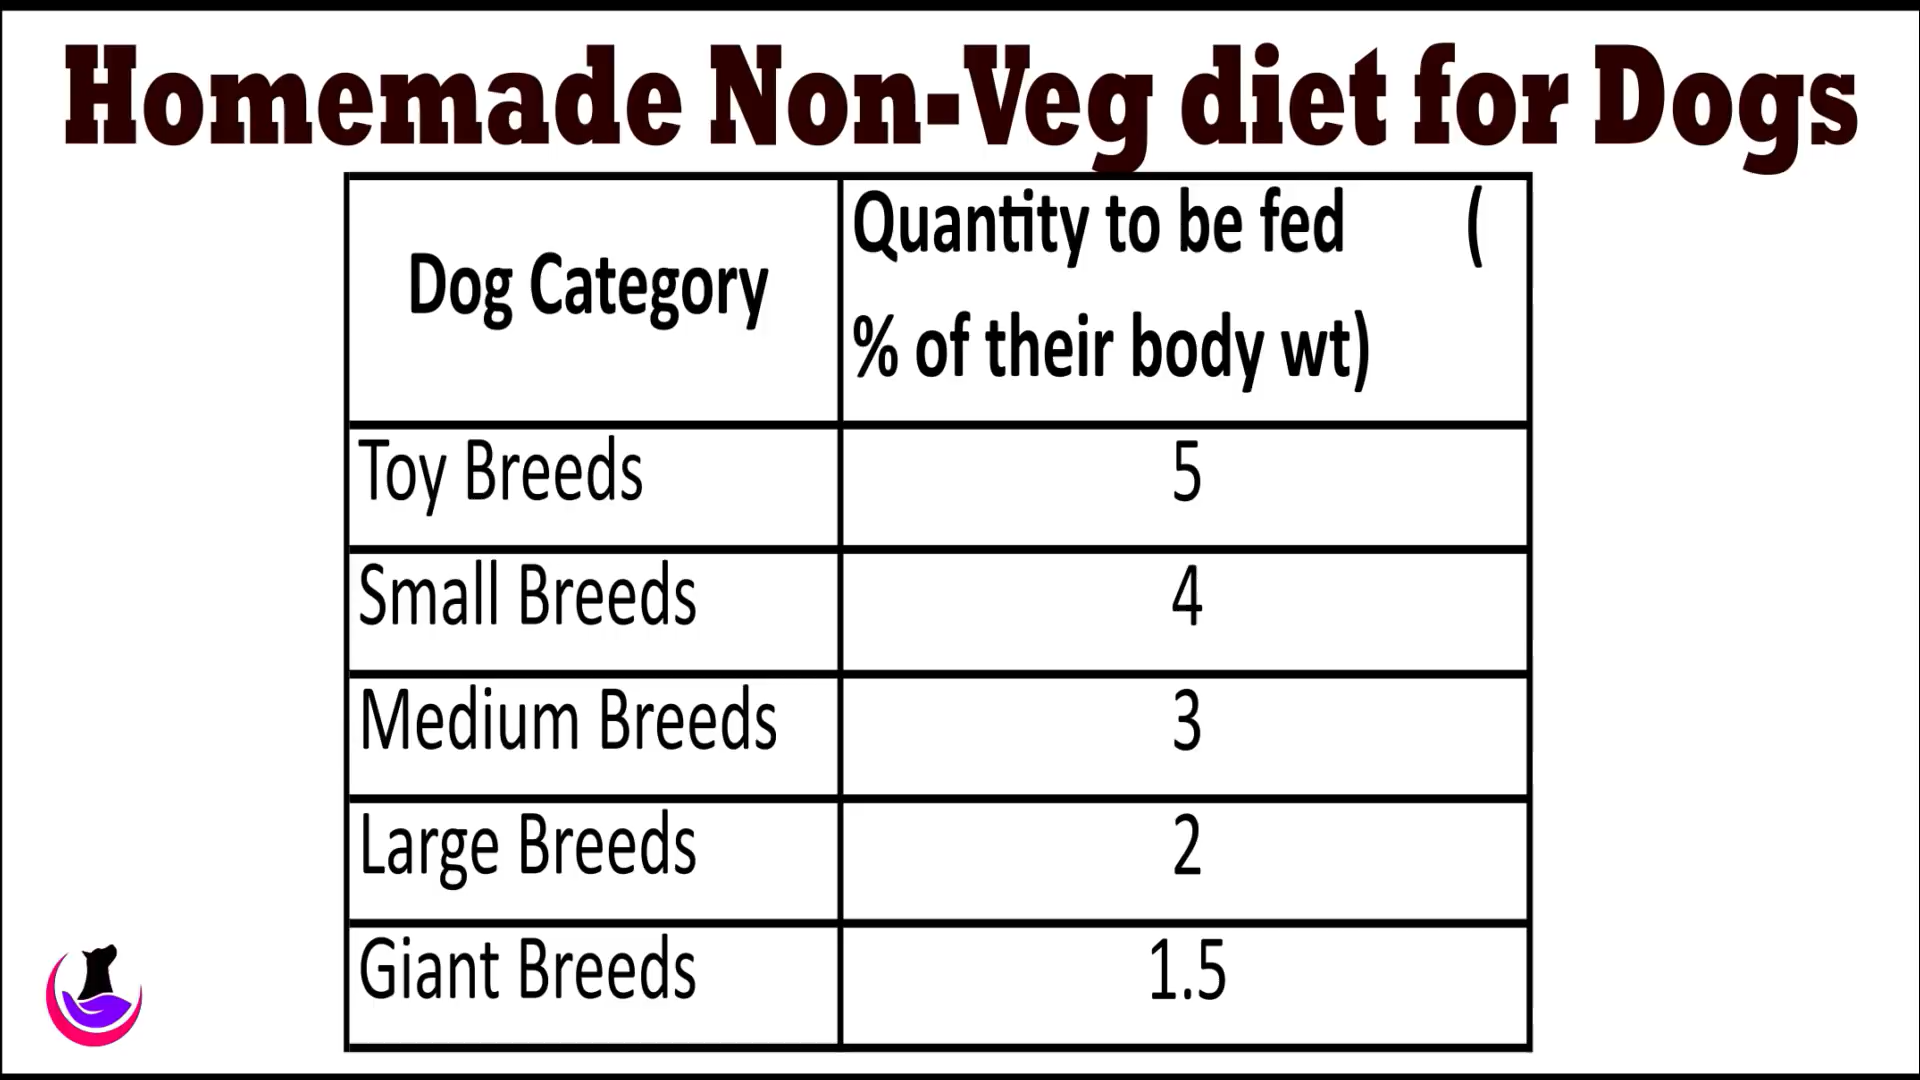 Homemade Non-Veg diet for Dogs
Dog Category
Quantity to be fed (
% of their body wt)
Toy Breeds
5
Small Breeds
4
Medium Breeds
3
Large Breeds
2
Giant Breeds
1.5